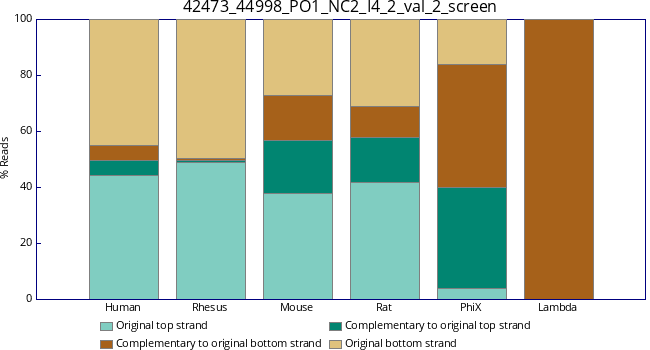 42473_44998_PO1_NC2_I4_2_val_2_screen
100
80
60
40
20
0
% Reads
Human Rhesus Mouse Rat PhiX Lambda
Original top strand Complementary to original top strand
Complementary to original bottom strand Original bottom strand